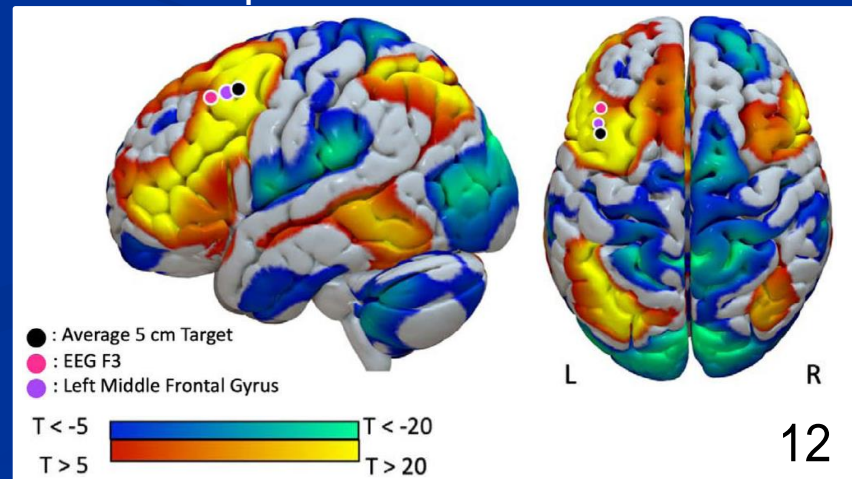 L
R
: Average 5 cm Target
: EEG F3
: Left Middle Frontal Gyrus
T < -5
T < -20
T > 5
T > 20
12